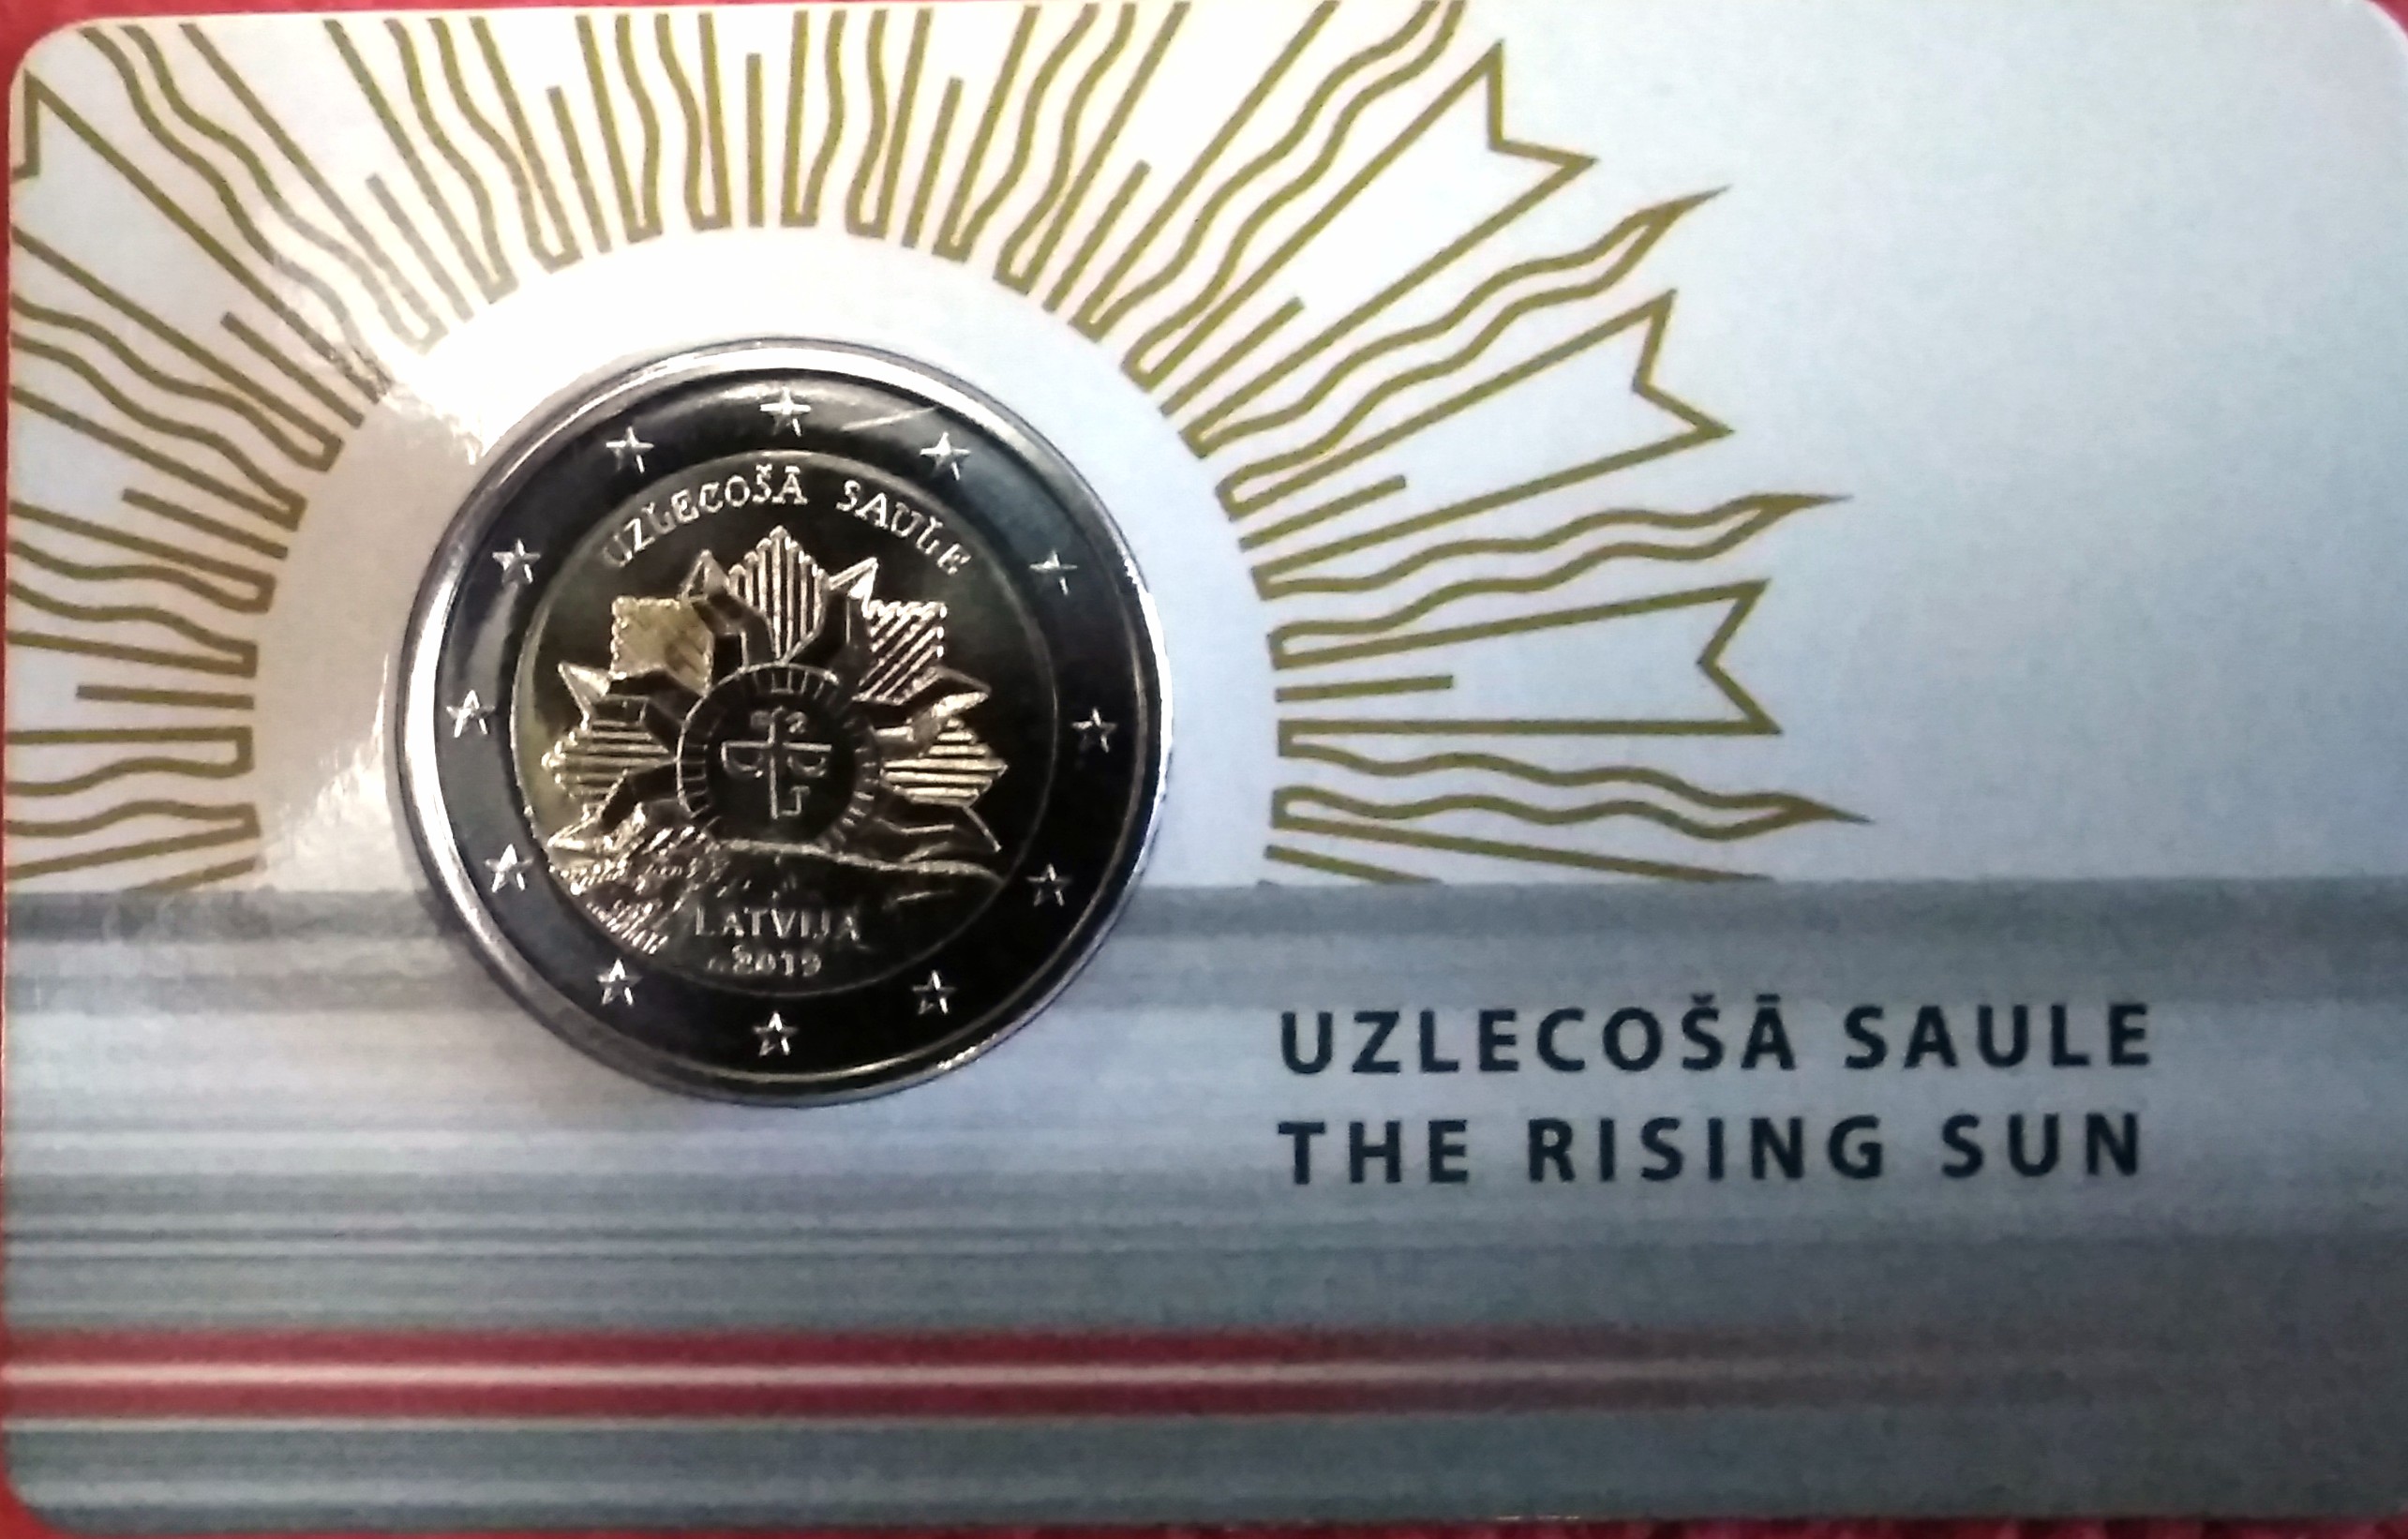 UZLECOŠĀ SAULE
LATVIJA
2019
UZLECOŠĀ SAULE
THE RISING SUN